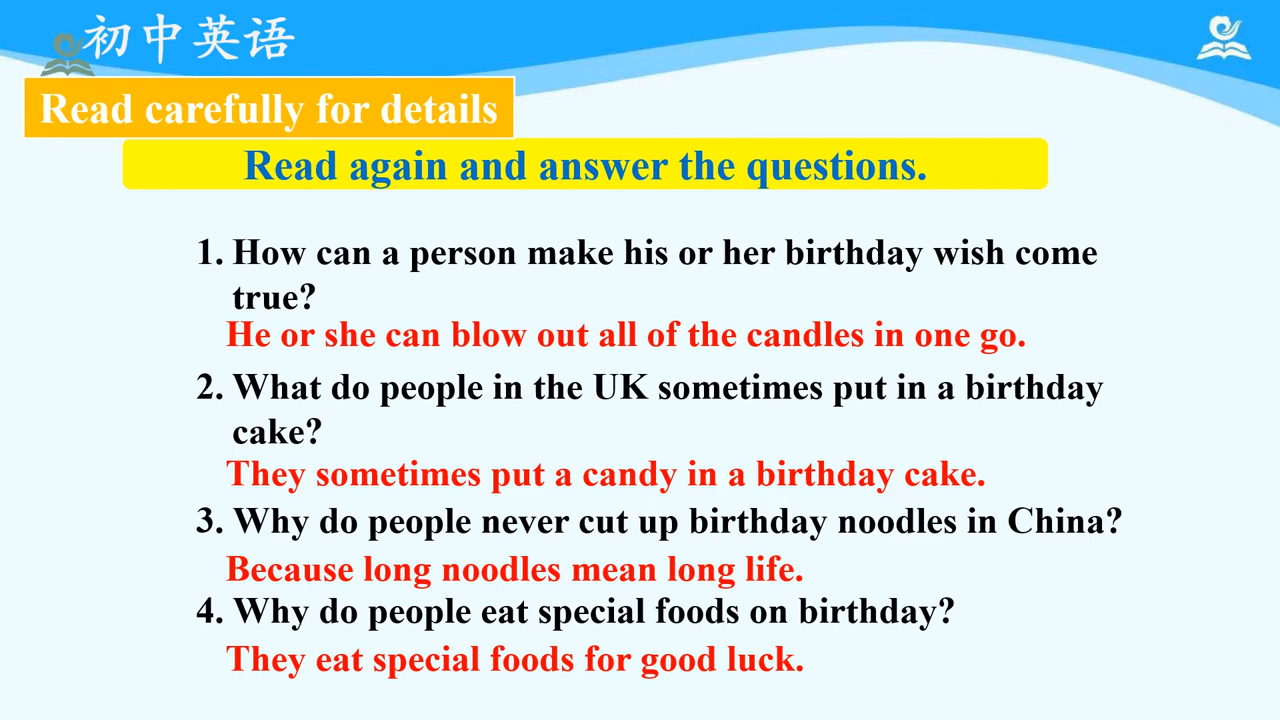 初中英语
Read carefully for details
Read again and answer the questions.
1. How can a person make his or her birthday wish come
true?
He or she can blow out all of the candles in one go.
2. What do people in the UK sometimes put in a birthday
cake?
They sometimes put a candy in a birthday cake.
3. Why do people never cut up birthday noodles in China?
Because long noodles mean long life.
4. Why do people eat special foods on birthday?
They eat special foods for good luck.